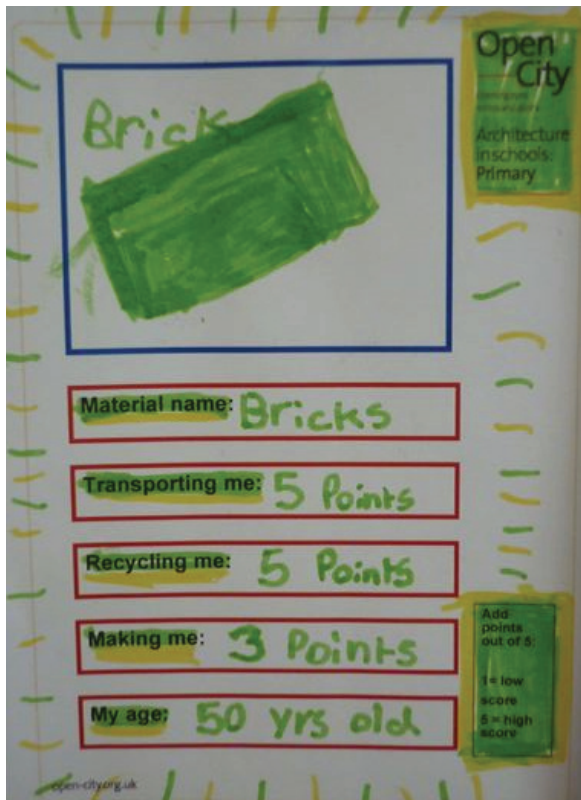 Open
City
Architecture
in schools:
Primary
Brick
Material name: Bricks
Transporting me: 5 Points
Recycling me: 5 Points
Making me: 3 Points
My age: 50 yrs old
Add
points
out of 5:
1= low
score
5 = high
score
open-city.org.uk